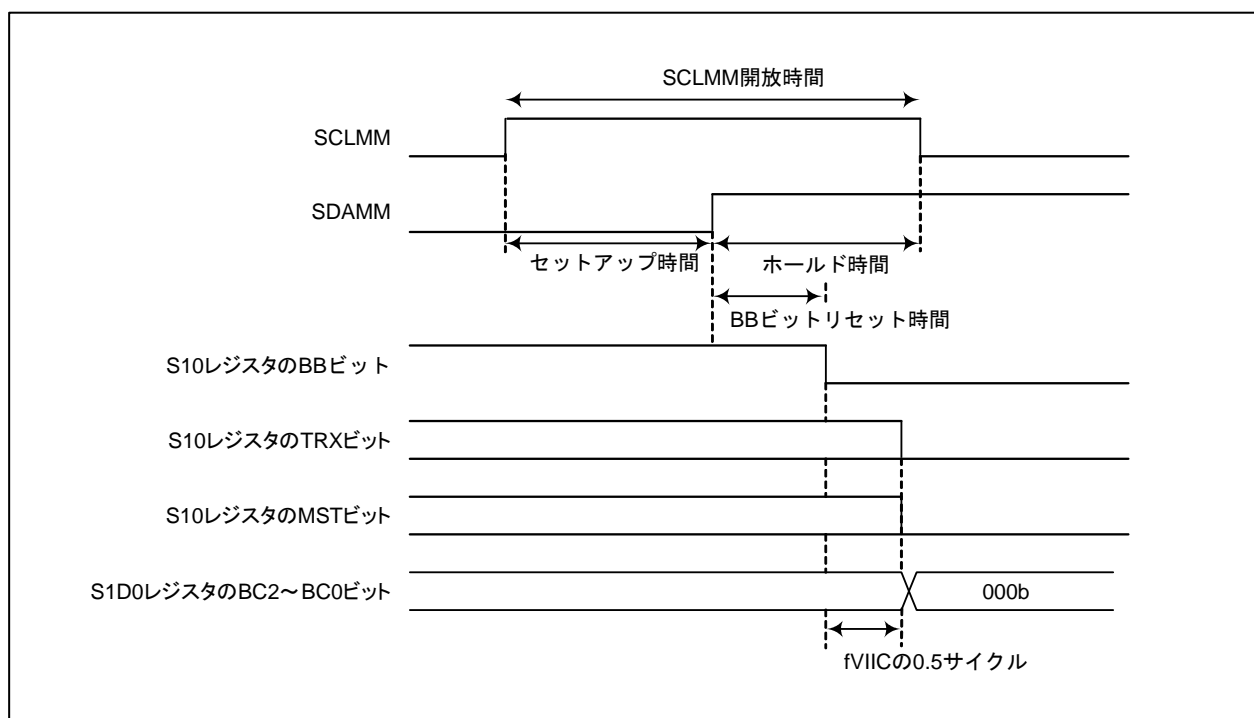 SCLMM開放時間
SCLMM
SDAMM
セットアップ時間
ホールド時間
BBビットリセット時間
S10レジスタのBBビット
S10レジスタのTRXビット
S10レジスタのMSTビット
S1D0レジスタのBC2～BC0ビット
000b
fVIICの0.5サイクル